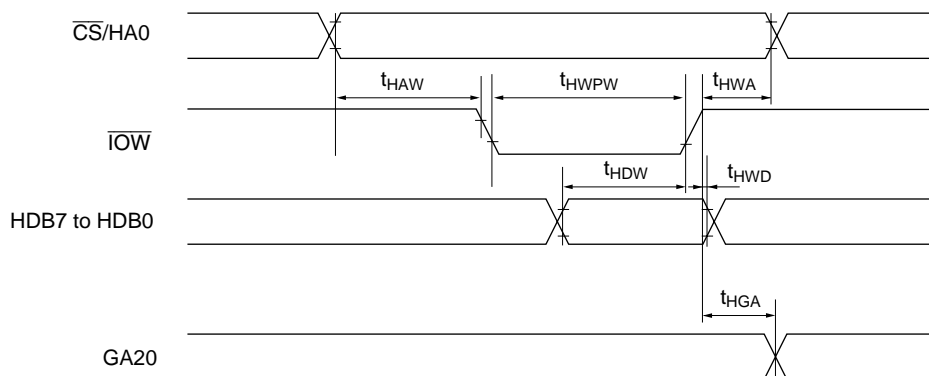 CS/HA0
tHAW
tHWPW
tHWA
IOW
tHDW
tHWD
HDB7 to HDB0
tHGA
GA20